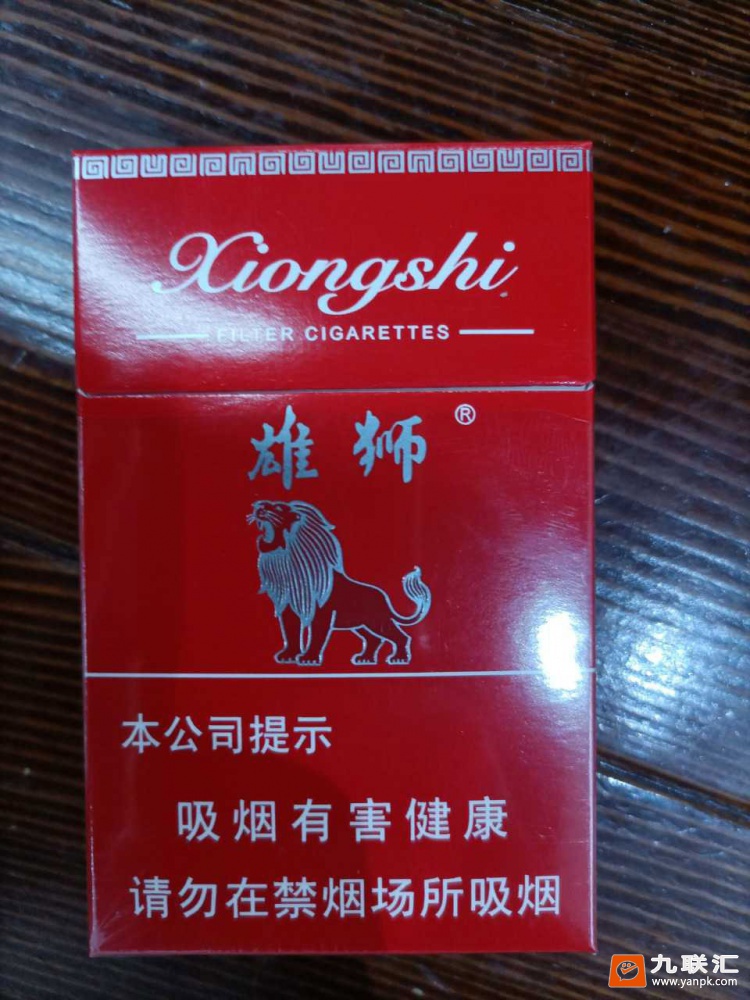 Xiongshi
FILTER CIGARETTES
雄狮®
本公司提示
吸烟有害健康
请勿在禁烟场所吸烟
九联汇
www.yanpk.com